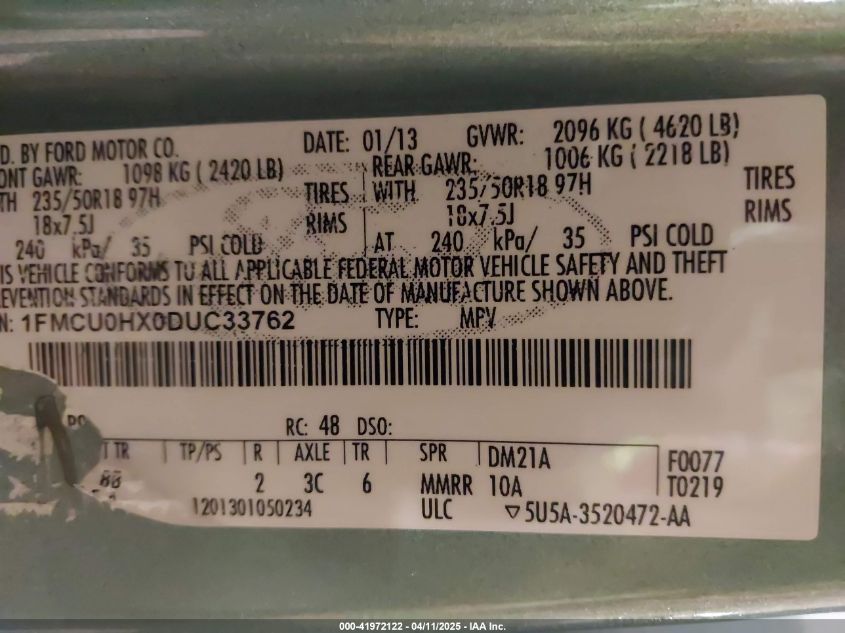 D. BY FORD MOTOR CO. DATE: 01/13 GVWR: 2096 KG ( 4620 LB)
ONT GAWR: 1098 KG ( 2420 LB) REAR GAWR: 1006 KG ( 2218 LB)
TH 235/50R18 97H TIRES WITH 235/50R18 97H TIRES
18x7.5J RIMS 18x7.5J RIMS
240 kPa/ 35 PSI COLD AT 240 kPa/ 35 PSI COLD
IS VEHICLE CONFORMS TO ALL APPLICABLE FEDERAL MOTOR VEHICLE SAFETY AND THEFT
EVENTION STANDARDS IN EFFECT ON THE DATE OF MANUFACTURE SHOWN ABOVE.
N: 1FMCU0HX0DUC33762 TYPE: MPV
RC: 48 DSO:
T TR TP/PS R AXLE TR SPR DM21A F0077
88 2 3C 6 MMRR 10A T0219
1201301050234 ULC ▽5U5A-3520472-AA
000-41972122 - 04/11/2025 - IAA Inc.